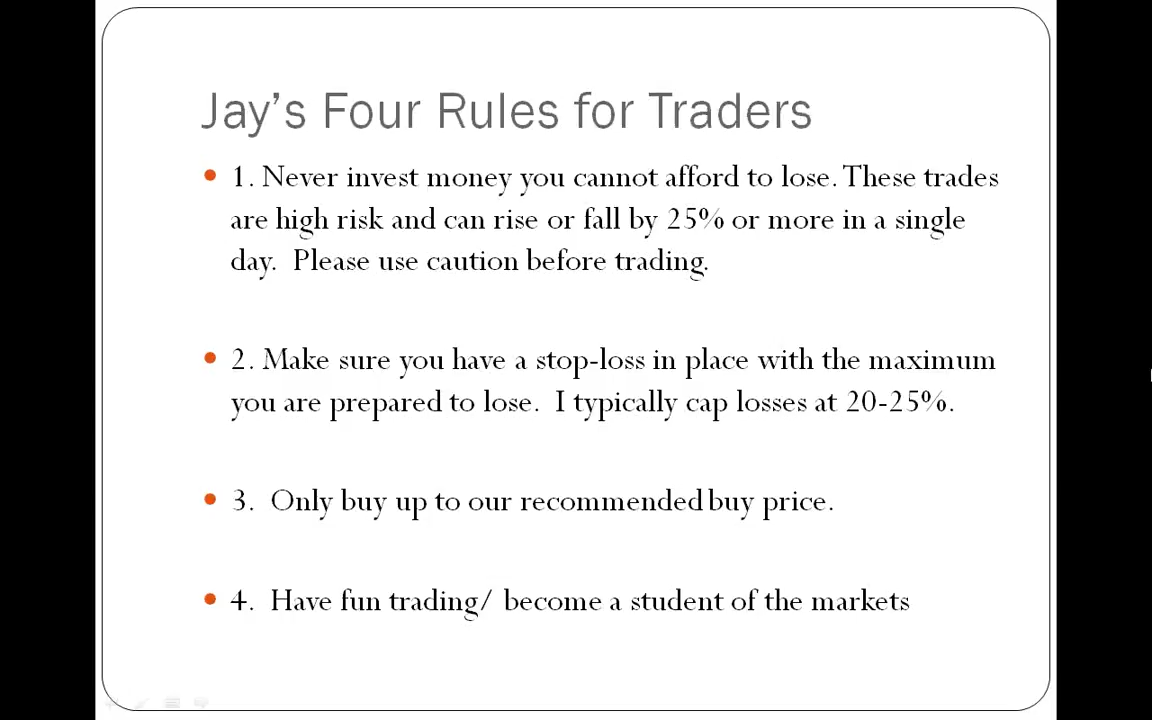 Jay's Four Rules for Traders
1. Never invest money you cannot afford to lose. These trades
are high risk and can rise or fall by 25% or more in a single
day.  Please use caution before trading.
2. Make sure you have a stop-loss in place with the maximum
you are prepared to lose.  I typically cap losses at 20-25%.
3.  Only buy up to our recommended buy price.
4.  Have fun trading/ become a student of the markets